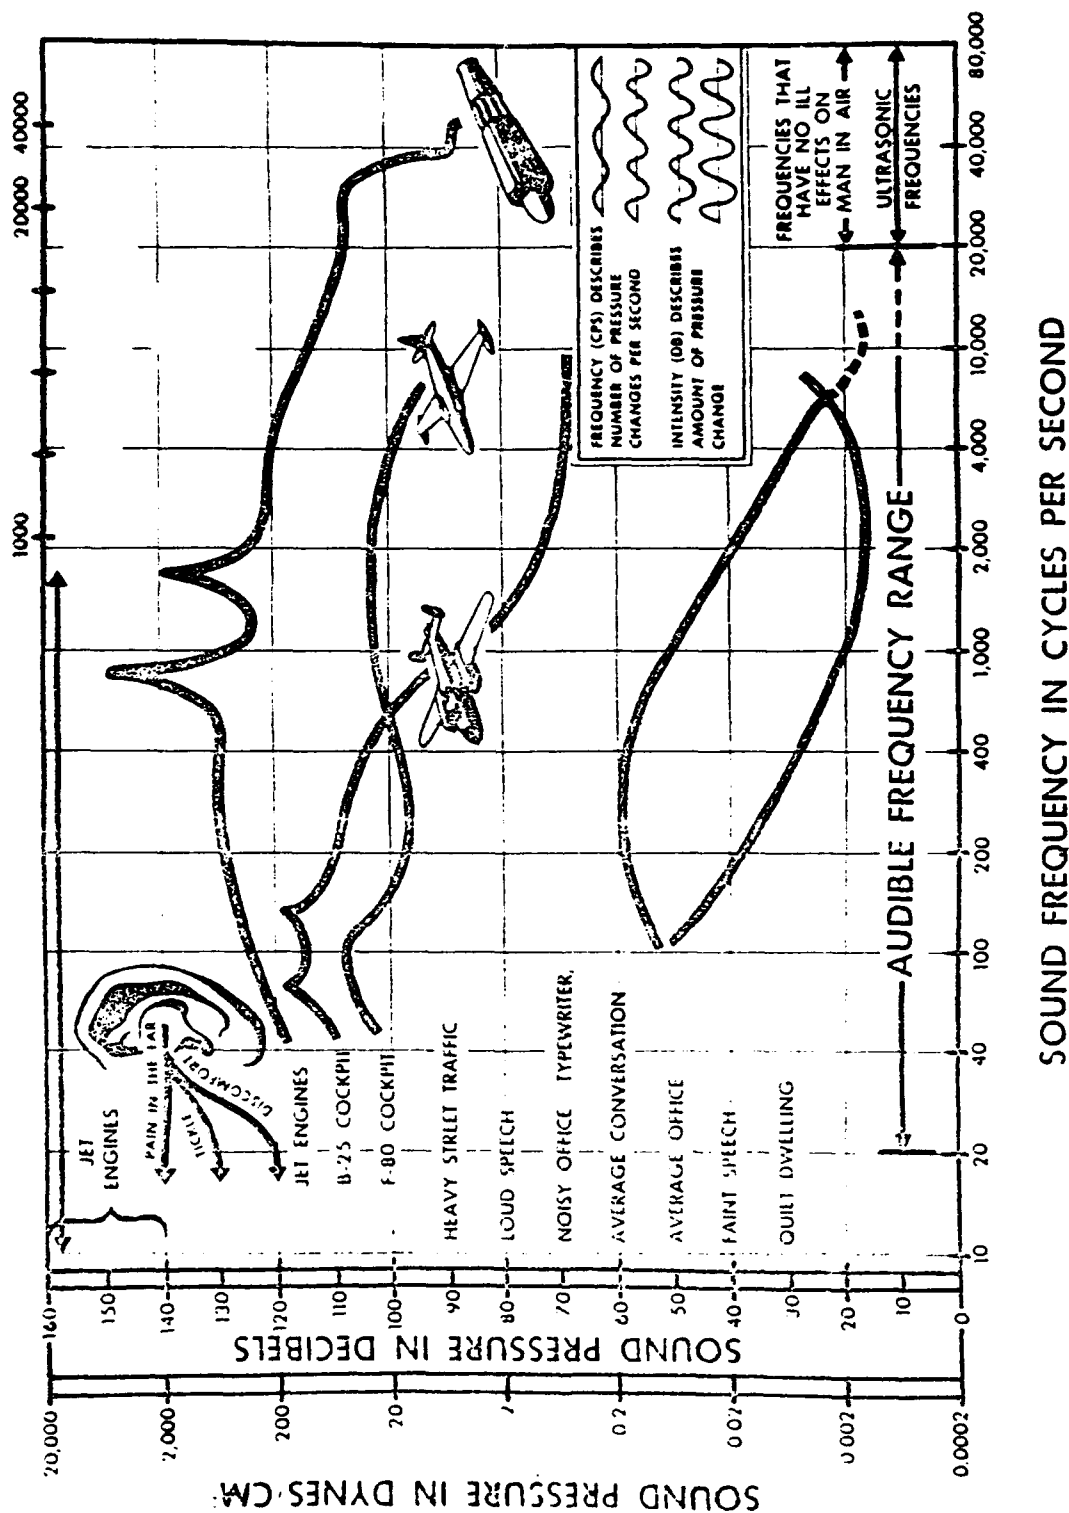 1000
20000
40000
JET
ENGINES
PAIN IN THE EAR
TICKLE
DISCOMFORT
JET ENGINES
B-25 COCKPIT
F-80 COCKPIT
HEAVY STREET TRAFFIC
LOUD SPEECH
NOISY OFFICE TYPEWRITER,
AVERAGE CONVERSATION
AVERAGE OFFICE
FAINT SPEECH
QUIET DWELLING
FREQUENCY (CPS) DESCRIBES
NUMBER OF PRESSURE
CHANGES PER SECOND
INTENSITY (DB) DESCRIBES
AMOUNT OF PRESSURE
CHANGE
FREQUENCIES THAT
HAVE NO ILL
EFFECTS ON
MAN IN AIR
ULTRASONIC
FREQUENCIES
AUDIBLE FREQUENCY RANGE
20,000
2,000
200
20
2
0.2
0.02
0.002
0.0002
SOUND PRESSURE IN DYNES·CM
160
150
140
130
120
110
100
90
80
70
60
50
40
30
20
10
0
SOUND PRESSURE IN DECIBELS
10
20
40
100
200
400
1,000
2,000
4,000
10,000
20,000
40,000
80,000
SOUND FREQUENCY IN CYCLES PER SECOND